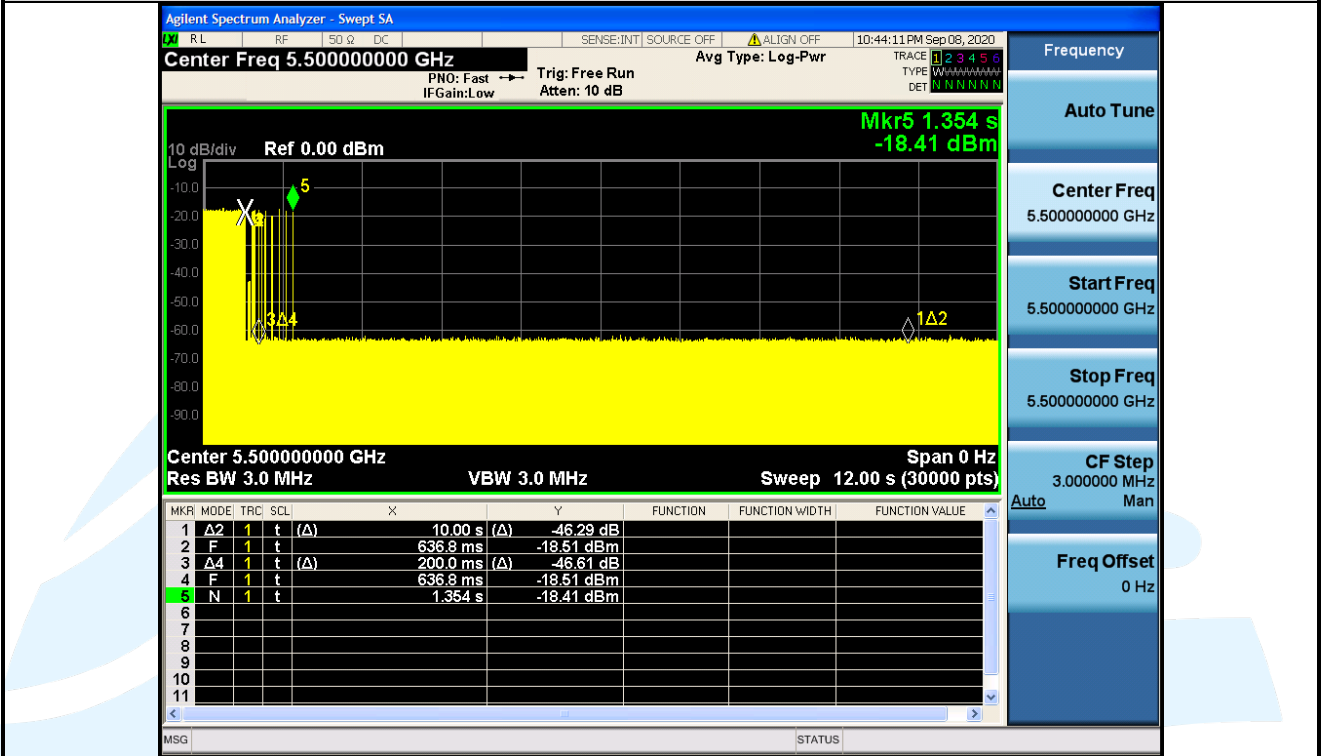 Agilent Spectrum Analyzer - Swept SA
LXI RL RF 50 Ω DC SENSE:INT SOURCE OFF ALIGN OFF 10:44:11 PM Sep 08, 2020
Center Freq 5.500000000 GHz
PNO: Fast
IFGain:Low
Trig: Free Run
Atten: 10 dB
Avg Type: Log-Pwr
TRACE 1 2 3 4 5 6
TYPE WWWWWW
DET N N N N N N
Mkr5 1.354 s
-18.41 dBm
10 dB/div Ref 0.00 dBm
Log
-10.0
-20.0
-30.0
-40.0
-50.0
-60.0
-70.0
-80.0
-90.0
5
3Δ4
1Δ2
Center 5.500000000 GHz Span 0 Hz
Res BW 3.0 MHz VBW 3.0 MHz Sweep 12.00 s (30000 pts)
MKR MODE TRC SCL X Y FUNCTION FUNCTION WIDTH FUNCTION VALUE
1 Δ2 1 t (Δ) 10.00 s (Δ) -46.29 dB
2 F 1 t 636.8 ms -18.51 dBm
3 Δ4 1 t (Δ) 200.0 ms (Δ) -46.61 dB
4 F 1 t 636.8 ms -18.51 dBm
5 N 1 t 1.354 s -18.41 dBm
6
7
8
9
10
11
MSG STATUS
Frequency
Auto Tune
Center Freq
5.500000000 GHz
Start Freq
5.500000000 GHz
Stop Freq
5.500000000 GHz
CF Step
3.000000 MHz
Auto Man
Freq Offset
0 Hz